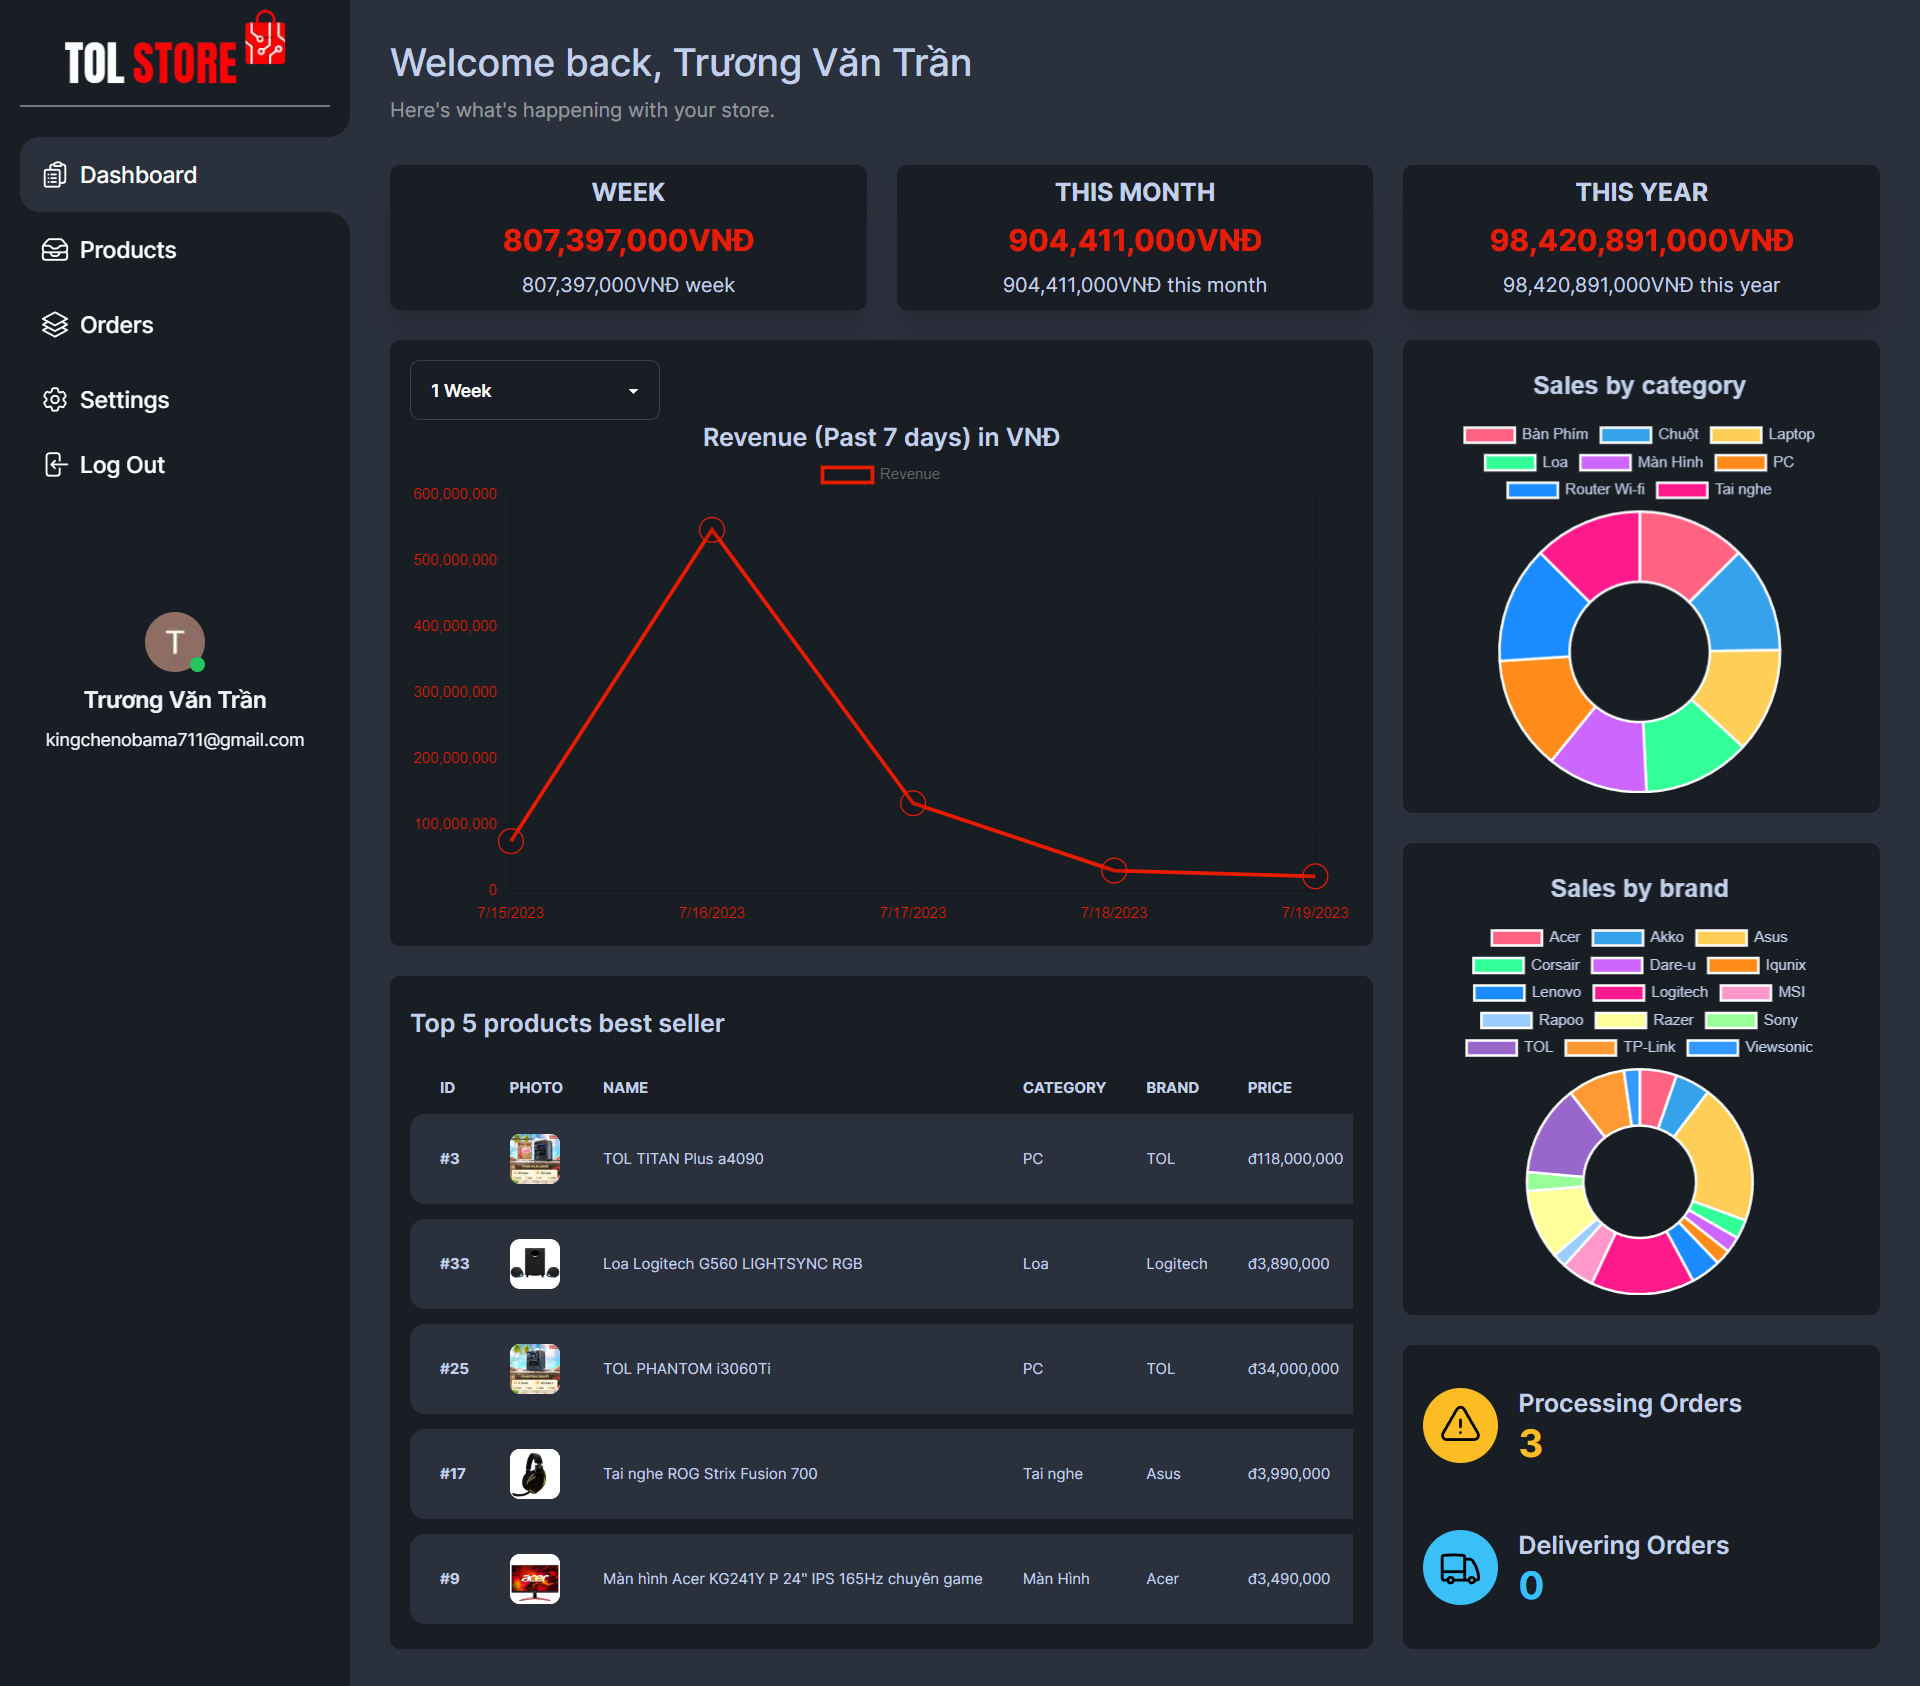 TOL STORE
Dashboard
Products
Orders
Settings
Log Out
T
Trương Văn Trần
kingchenobama711@gmail.com
Welcome back, Trương Văn Trần
Here's what's happening with your store.
WEEK
807,397,000VNĐ
807,397,000VNĐ week
THIS MONTH
904,411,000VNĐ
904,411,000VNĐ this month
THIS YEAR
98,420,891,000VNĐ
98,420,891,000VNĐ this year
1 Week
Revenue (Past 7 days) in VNĐ
Revenue
600,000,000
500,000,000
400,000,000
300,000,000
200,000,000
100,000,000
0
7/15/2023 7/16/2023 7/17/2023 7/18/2023 7/19/2023
Sales by category
Bàn Phím Chuột Laptop
Loa Màn Hình PC
Router Wi-fi Tai nghe
Sales by brand
Acer Akko Asus
Corsair Dare-u Iqunix
Lenovo Logitech MSI
Rapoo Razer Sony
TOL TP-Link Viewsonic
Top 5 products best seller
ID PHOTO NAME CATEGORY BRAND PRICE
#3 TOL TITAN Plus a4090 PC TOL đ118,000,000
#33 Loa Logitech G560 LIGHTSYNC RGB Loa Logitech đ3,890,000
#25 TOL PHANTOM i3060Ti PC TOL đ34,000,000
#17 Tai nghe ROG Strix Fusion 700 Tai nghe Asus đ3,990,000
#9 acer Màn hình Acer KG241Y P 24" IPS 165Hz chuyên game Màn Hình Acer đ3,490,000
Processing Orders
3
Delivering Orders
0